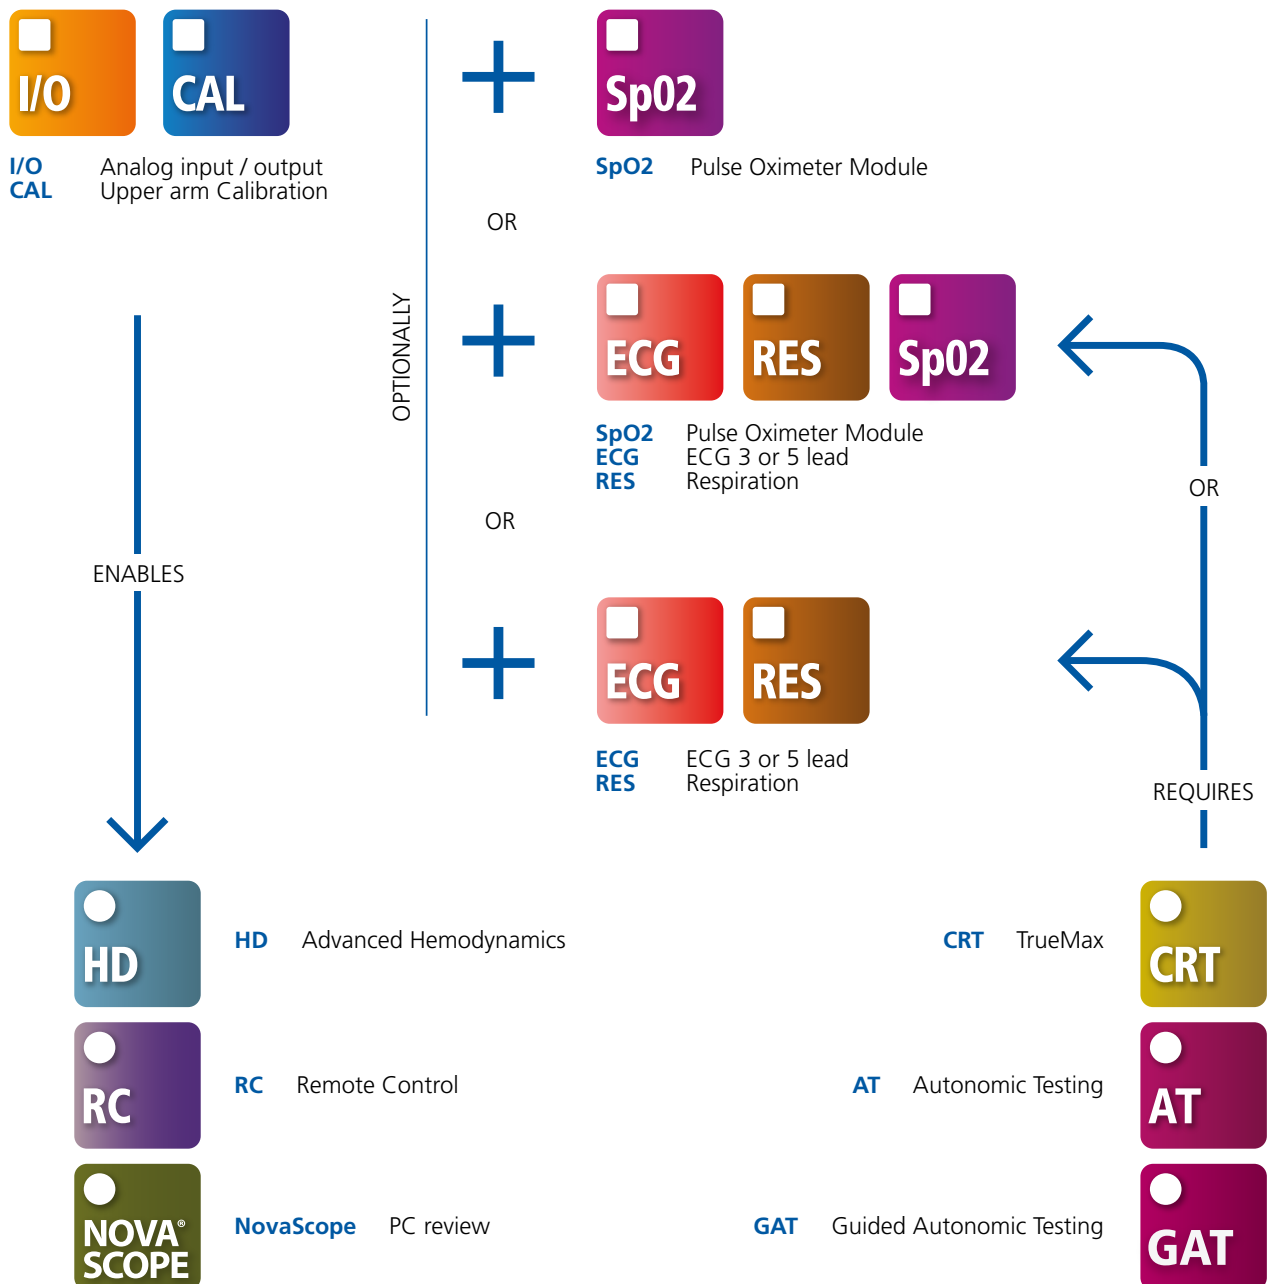 I/O
CAL
Sp02
I/O Analog input / output
CAL Upper arm Calibration
SpO2 Pulse Oximeter Module
OR
OPTIONALLY
ECG
RES
Sp02
SpO2 Pulse Oximeter Module
ECG ECG 3 or 5 lead
RES Respiration
OR
OR
ENABLES
ECG
RES
ECG ECG 3 or 5 lead
RES Respiration
REQUIRES
HD
HD Advanced Hemodynamics
CRT TrueMax
CRT
RC
RC Remote Control
AT Autonomic Testing
AT
NOVA®
SCOPE
NovaScope PC review
GAT Guided Autonomic Testing
GAT